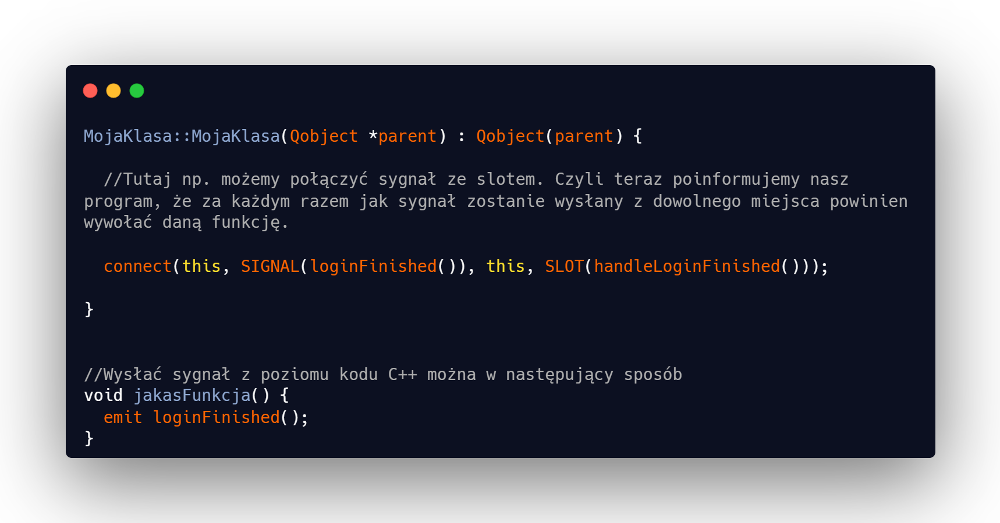 MojaKlasa::MojaKlasa(Qobject *parent) : Qobject(parent) {
//Tutaj np. możemy połączyć sygnał ze slotem. Czyli teraz poinformujemy nasz
program, że za każdym razem jak sygnał zostanie wysłany z dowolnego miejsca powinien
wywołać daną funkcję.
connect(this, SIGNAL(loginFinished()), this, SLOT(handleLoginFinished()));
}
//Wysłać sygnał z poziomu kodu C++ można w następujący sposób
void jakasFunkcja() {
emit loginFinished();
}